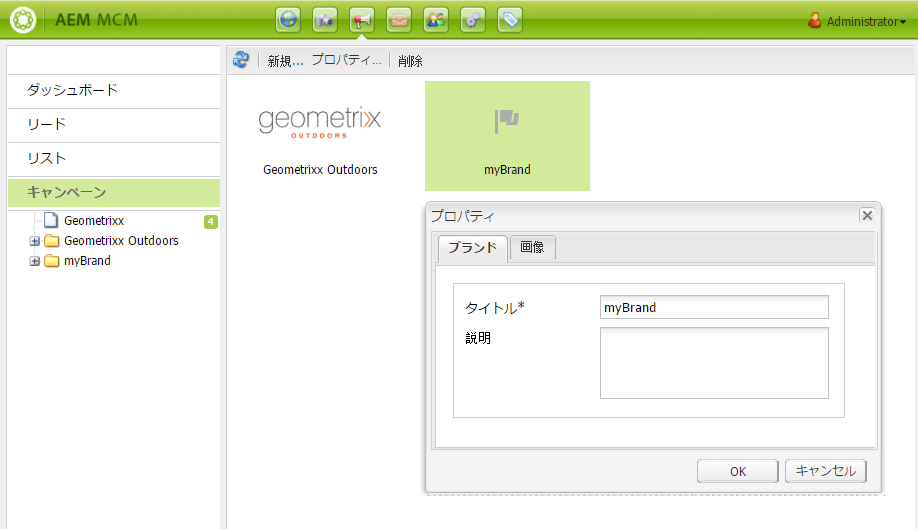 AEM MCM
Administrator
新規... プロパティ... 削除
ダッシュボード
リード
リスト
キャンペーン
Geometrixx 4
Geometrixx Outdoors
myBrand
geometrixx
OUTDOORS
Geometrixx Outdoors
myBrand
プロパティ
ブランド 画像
タイトル* myBrand
説明
OK キャンセル